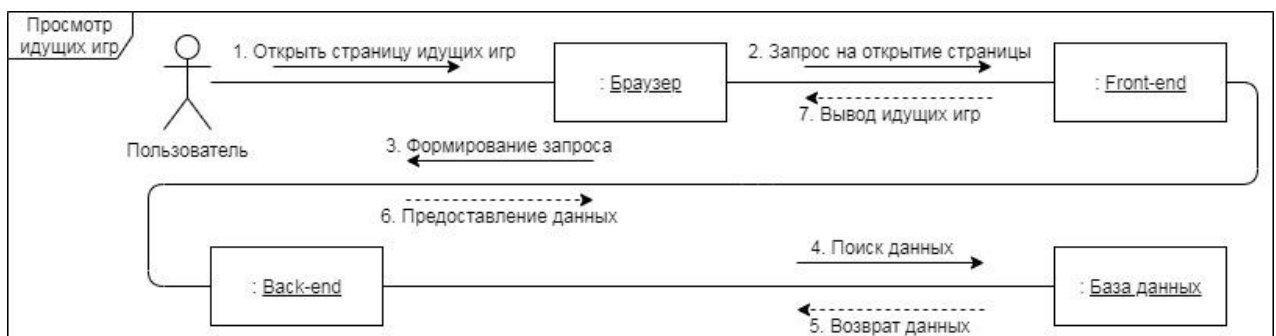 Просмотр
идущих игр
1. Открыть страницу идущих игр
2. Запрос на открытие страницы
: Браузер
: Front-end
7. Вывод идущих игр
Пользователь
3. Формирование запроса
6. Предоставление данных
4. Поиск данных
: Back-end
: База данных
5. Возврат данных